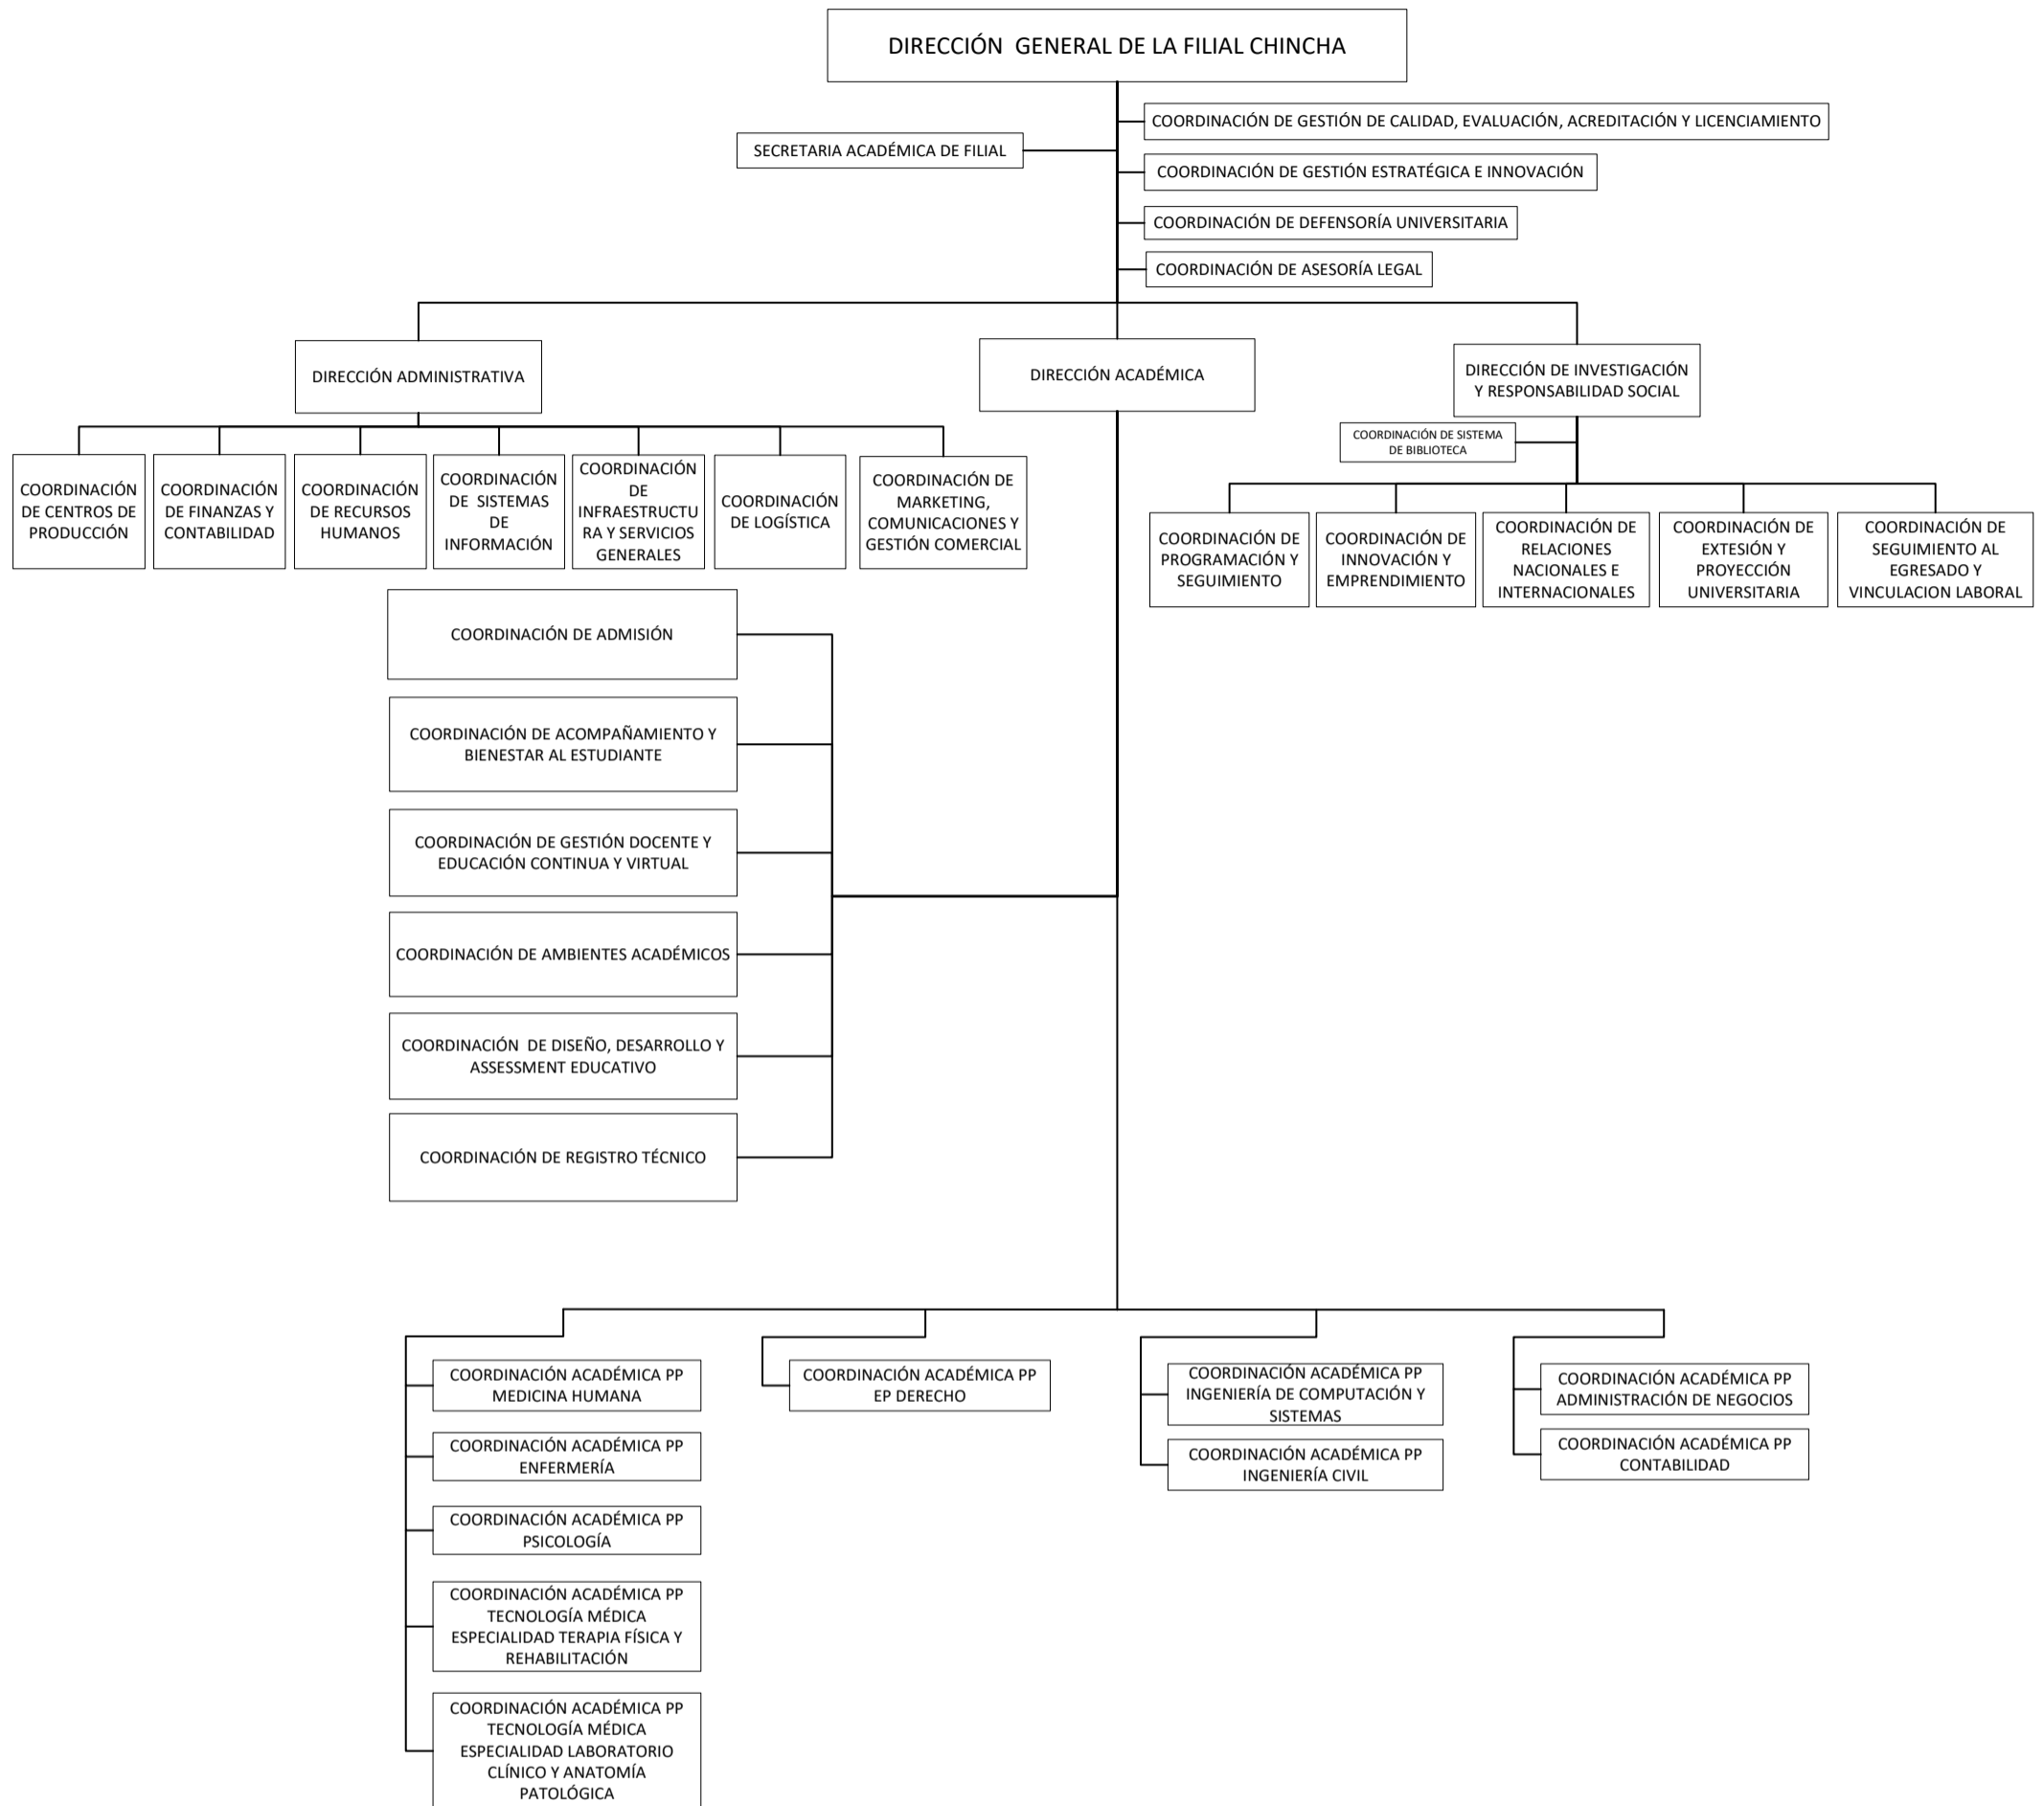 DIRECCIÓN GENERAL DE LA FILIAL CHINCHA
COORDINACIÓN DE GESTIÓN DE CALIDAD, EVALUACIÓN, ACREDITACIÓN Y LICENCIAMIENTO
SECRETARIA ACADÉMICA DE FILIAL
COORDINACIÓN DE GESTIÓN ESTRATÉGICA E INNOVACIÓN
COORDINACIÓN DE DEFENSORÍA UNIVERSITARIA
COORDINACIÓN DE ASESORÍA LEGAL
DIRECCIÓN ADMINISTRATIVA
DIRECCIÓN ACADÉMICA
DIRECCIÓN DE INVESTIGACIÓN
Y RESPONSABILIDAD SOCIAL
COORDINACIÓN DE SISTEMA
DE BIBLIOTECA
COORDINACIÓN
DE CENTROS DE
PRODUCCIÓN
COORDINACIÓN
DE FINANZAS Y
CONTABILIDAD
COORDINACIÓN
DE RECURSOS
HUMANOS
COORDINACIÓN
DE SISTEMAS
DE
INFORMACIÓN
COORDINACIÓN
DE
INFRAESTRUCTU
RA Y SERVICIOS
GENERALES
COORDINACIÓN
DE LOGÍSTICA
COORDINACIÓN DE
MARKETING,
COMUNICACIONES Y
GESTIÓN COMERCIAL
COORDINACIÓN DE
PROGRAMACIÓN Y
SEGUIMIENTO
COORDINACIÓN DE
INNOVACIÓN Y
EMPRENDIMIENTO
COORDINACIÓN DE
RELACIONES
NACIONALES E
INTERNACIONALES
COORDINACIÓN DE
EXTESIÓN Y
PROYECCIÓN
UNIVERSITARIA
COORDINACIÓN DE
SEGUIMIENTO AL
EGRESADO Y
VINCULACION LABORAL
COORDINACIÓN DE ADMISIÓN
COORDINACIÓN DE ACOMPAÑAMIENTO Y
BIENESTAR AL ESTUDIANTE
COORDINACIÓN DE GESTIÓN DOCENTE Y
EDUCACIÓN CONTINUA Y VIRTUAL
COORDINACIÓN DE AMBIENTES ACADÉMICOS
COORDINACIÓN DE DISEÑO, DESARROLLO Y
ASSESSMENT EDUCATIVO
COORDINACIÓN DE REGISTRO TÉCNICO
COORDINACIÓN ACADÉMICA PP
MEDICINA HUMANA
COORDINACIÓN ACADÉMICA PP
ENFERMERÍA
COORDINACIÓN ACADÉMICA PP
PSICOLOGÍA
COORDINACIÓN ACADÉMICA PP
TECNOLOGÍA MÉDICA
ESPECIALIDAD TERAPIA FÍSICA Y
REHABILITACIÓN
COORDINACIÓN ACADÉMICA PP
TECNOLOGÍA MÉDICA
ESPECIALIDAD LABORATORIO
CLÍNICO Y ANATOMÍA
PATOLÓGICA
COORDINACIÓN ACADÉMICA PP
EP DERECHO
COORDINACIÓN ACADÉMICA PP
INGENIERÍA DE COMPUTACIÓN Y
SISTEMAS
COORDINACIÓN ACADÉMICA PP
INGENIERÍA CIVIL
COORDINACIÓN ACADÉMICA PP
ADMINISTRACIÓN DE NEGOCIOS
COORDINACIÓN ACADÉMICA PP
CONTABILIDAD